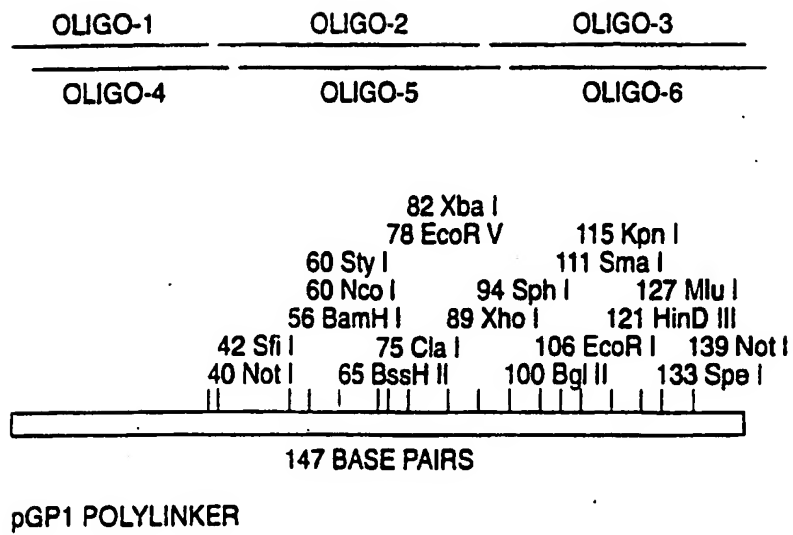 OLIGO-1 OLIGO-2 OLIGO-3
OLIGO-4 OLIGO-5 OLIGO-6
82 Xba I
78 EcoR V 115 Kpn I
60 Sty I 111 Sma I
60 Nco I 94 Sph I 127 Mlu I
56 BamH I 89 Xho I 121 HinD III
42 Sfi I 75 Cla I 106 EcoR I 139 Not I
40 Not I 65 BssH II 100 Bgl II 133 Spe I
147 BASE PAIRS
pGP1 POLYLINKER